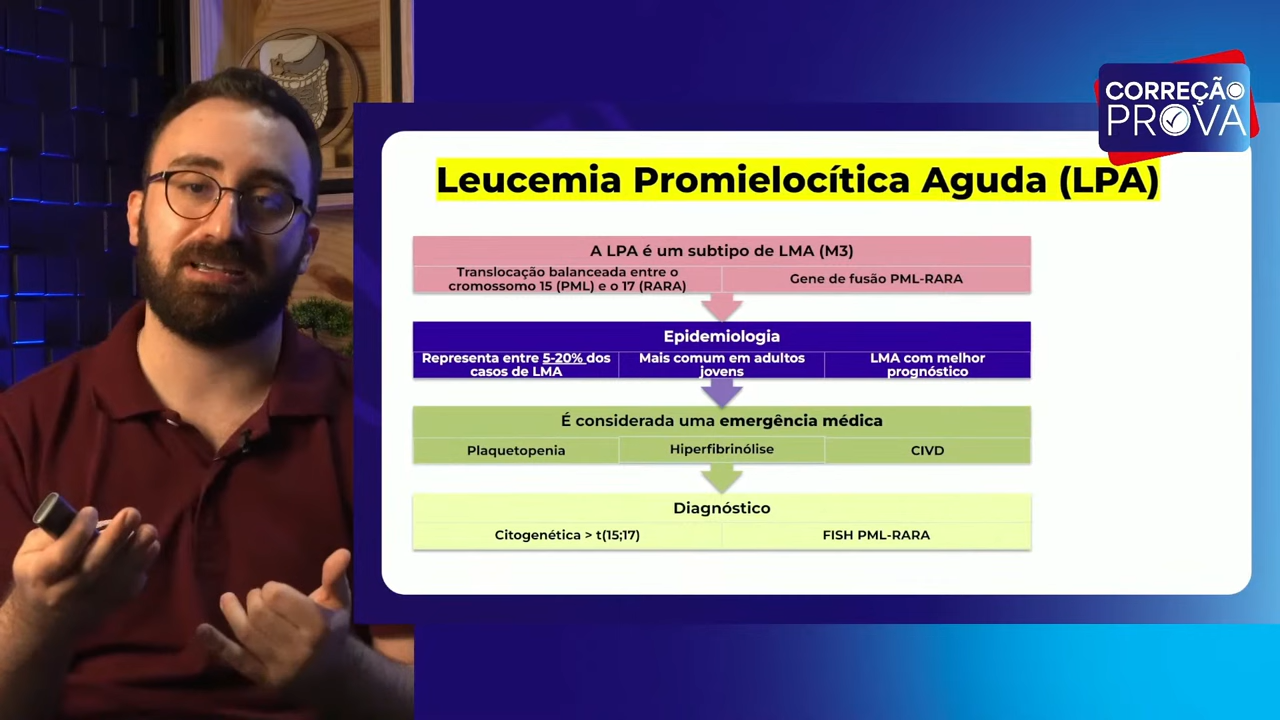 CORREÇÃO
PROVA
Leucemia Promielocítica Aguda (LPA)
A LPA é um subtipo de LMA (M3)
Translocação balanceada entre o
cromossomo 15 (PML) e o 17 (RARA)
Gene de fusão PML-RARA
Epidemiologia
Representa entre 5-20% dos
casos de LMA
Mais comum em adultos
jovens
LMA com melhor
prognóstico
É considerada uma emergência médica
Plaquetopenia
Hiperfibrinólise
CIVD
Diagnóstico
Citogenética > t(15;17)
FISH PML-RARA